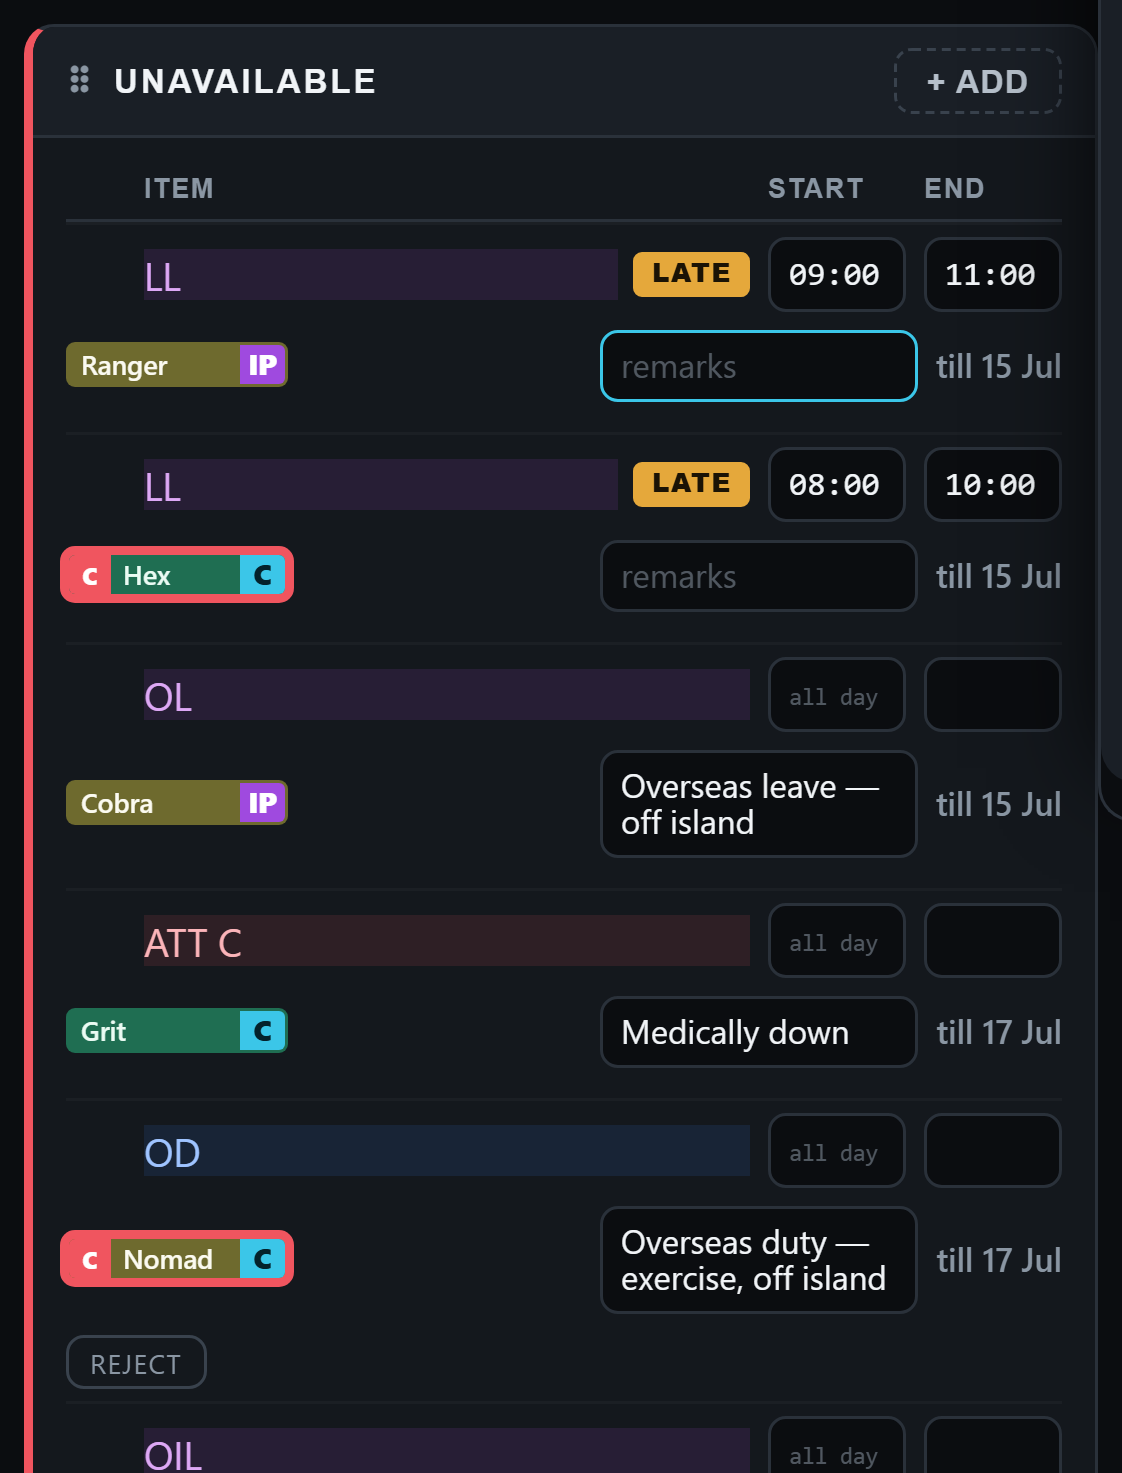 UNAVAILABLE
+ ADD
ITEM START END
LL LATE 09:00 11:00
Ranger IP remarks till 15 Jul
LL LATE 08:00 10:00
C Hex C remarks till 15 Jul
OL all day
Cobra IP Overseas leave — off island till 15 Jul
ATT C all day
Grit C Medically down till 17 Jul
OD all day
C Nomad C Overseas duty — exercise, off island till 17 Jul
REJECT
OIL all day